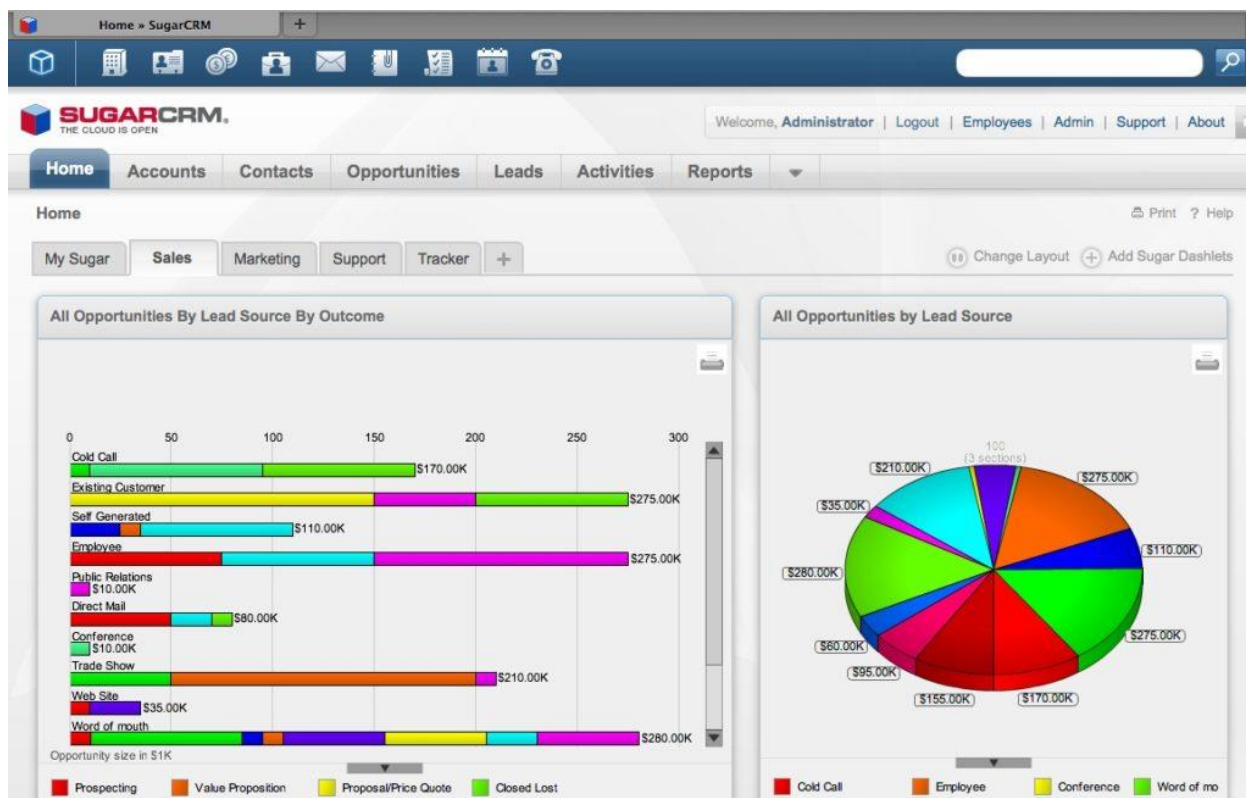 Home » SugarCRM +
SUGARCRM.
THE CLOUD IS OPEN
Welcome, Administrator | Logout | Employees | Admin | Support | About
Home Accounts Contacts Opportunities Leads Activities Reports
Home
Print ? Help
My Sugar Sales Marketing Support Tracker +
Change Layout + Add Sugar Dashlets
All Opportunities By Lead Source By Outcome
0 50 100 150 200 250 300
Cold Call
$170.00K
Existing Customer
$275.00K
Self Generated
$110.00K
Employee
$275.00K
Public Relations
$10.00K
Direct Mail
$80.00K
Conference
$10.00K
Trade Show
$210.00K
Web Site
$35.00K
Word of mouth
$280.00K
Opportunity size in $1K
Prospecting Value Proposition Proposal/Price Quote Closed Lost
All Opportunities by Lead Source
100
(3 sections)
$210.00K
$275.00K
$35.00K
$110.00K
$280.00K
$275.00K
$60.00K
$95.00K
$155.00K
$170.00K
Cold Call Employee Conference Word of mo